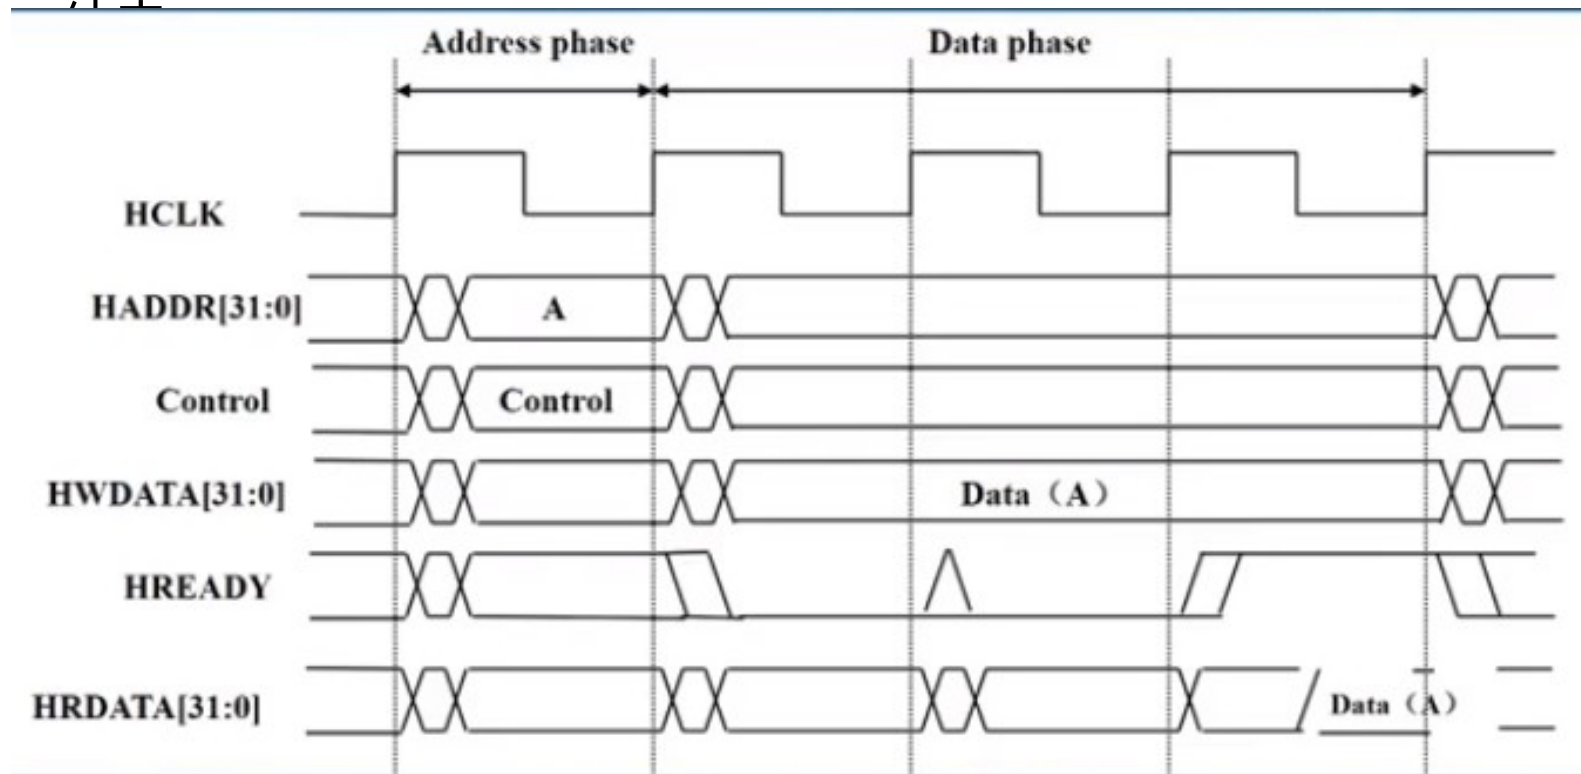 Address phase Data phase
HCLK
HADDR[31:0] A
Control Control
HWDATA[31:0] Data（A）
HREADY
HRDATA[31:0] Data（A）